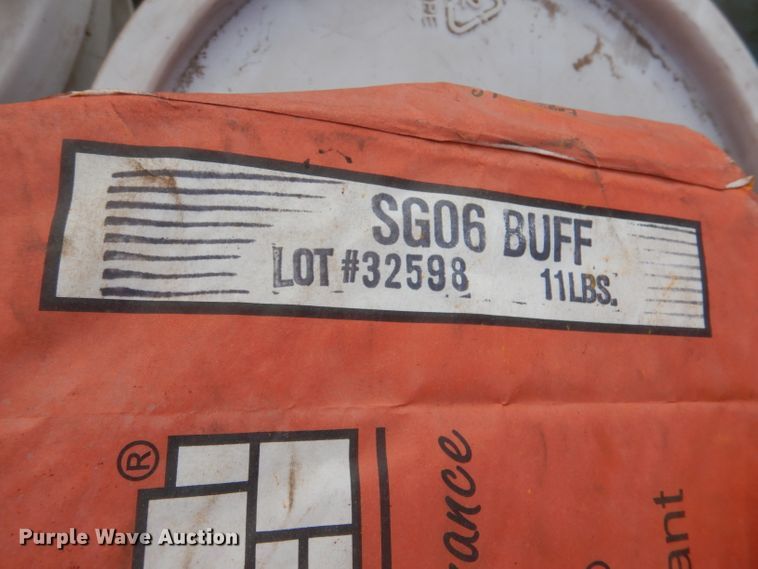 SG06 BUFF
LOT #32598 11LBS.
®
Purple Wave Auction